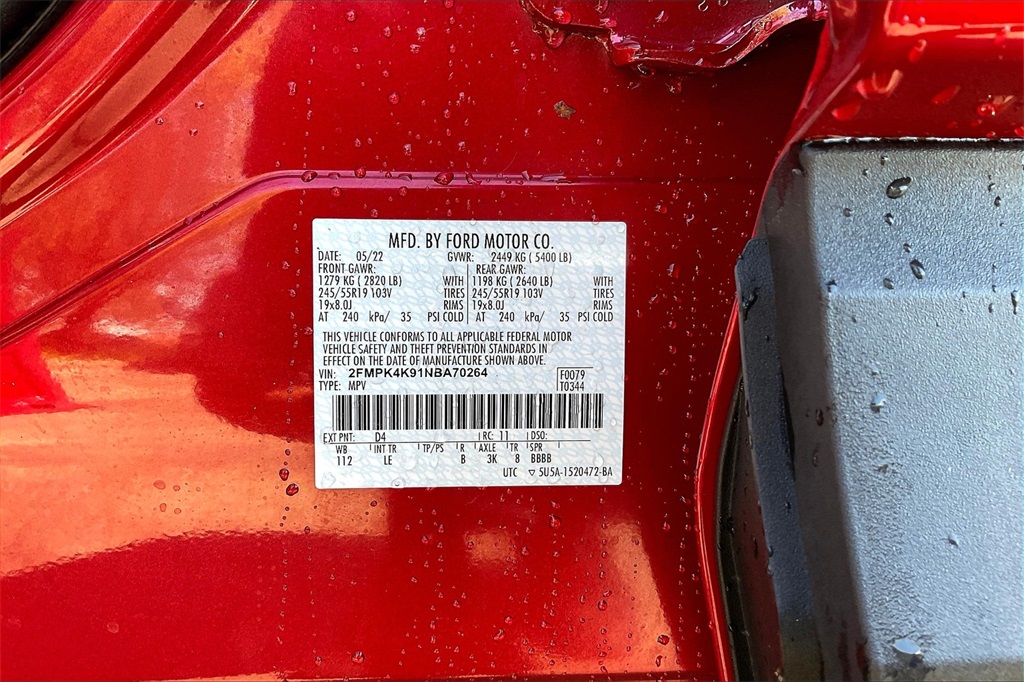 MFD. BY FORD MOTOR CO.
DATE: 05/22 GVWR: 2449 KG ( 5400 LB)
FRONT GAWR: REAR GAWR:
1279 KG ( 2820 LB) WITH 1198 KG ( 2640 LB) WITH
245/55R19 103V TIRES 245/55R19 103V TIRES
19x8.0J RIMS 19x8.0J RIMS
AT 240 kPa/ 35 PSI COLD AT 240 kPa/ 35 PSI COLD
THIS VEHICLE CONFORMS TO ALL APPLICABLE FEDERAL MOTOR
VEHICLE SAFETY AND THEFT PREVENTION STANDARDS IN
EFFECT ON THE DATE OF MANUFACTURE SHOWN ABOVE.
VIN: 2FMPK4K91NBA70264 F0079
TYPE: MPV T0344
EXT PNT: D4 RC: 11 DSO:
WB INT TR TP/PS R AXLE TR SPR
112 LE B 3K 8 BBBB
UTC ▽ 5U5A-1520472-BA